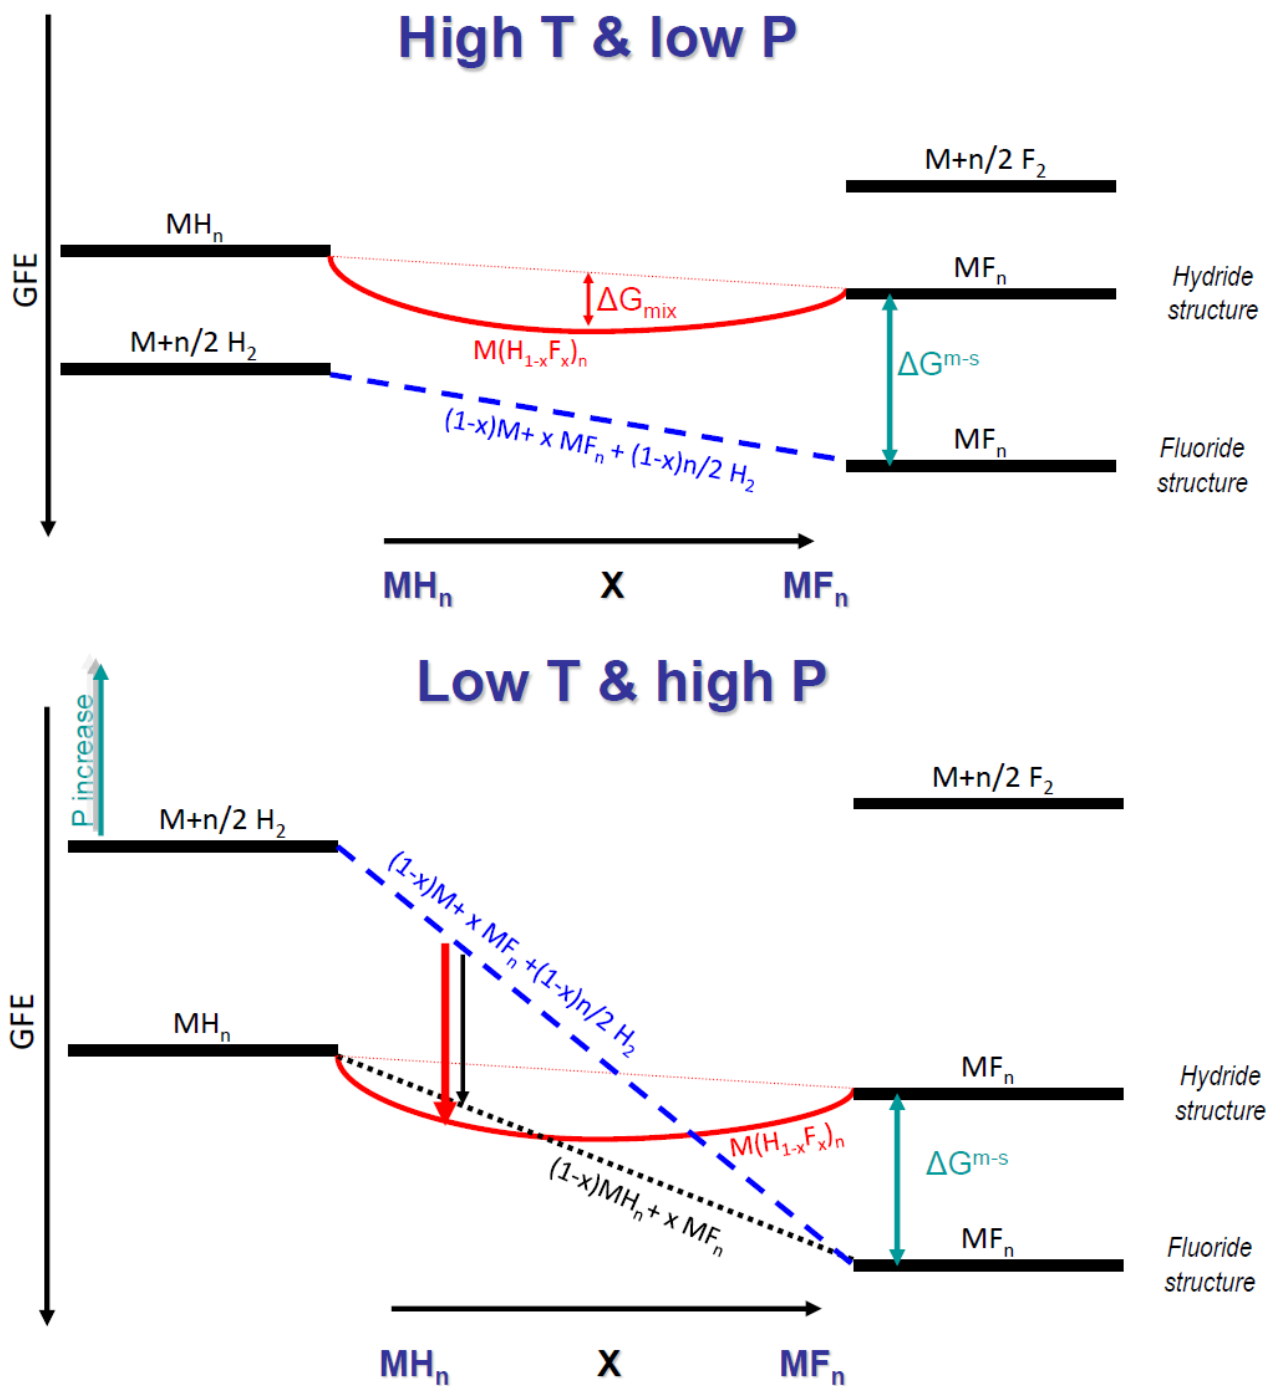 High T & low P
M+n/2 F₂
MHₙ
GFE
MFₙ
Hydride
structure
ΔGₘᵢₓ
M+n/2 H₂
M(H₁₋ₓFₓ)ₙ
ΔGᵐ⁻ˢ
(1-x)M+ x MFₙ + (1-x)n/2 H₂
MFₙ
Fluoride
structure
MHₙ
X
MFₙ
Low T & high P
P increase
M+n/2 F₂
M+n/2 H₂
(1-x)M+ x MFₙ +(1-x)n/2 H₂
GFE
MHₙ
MFₙ
Hydride
structure
M(H₁₋ₓFₓ)ₙ
ΔGᵐ⁻ˢ
(1-x)MHₙ+ x MFₙ
MFₙ
Fluoride
structure
MHₙ
X
MFₙ